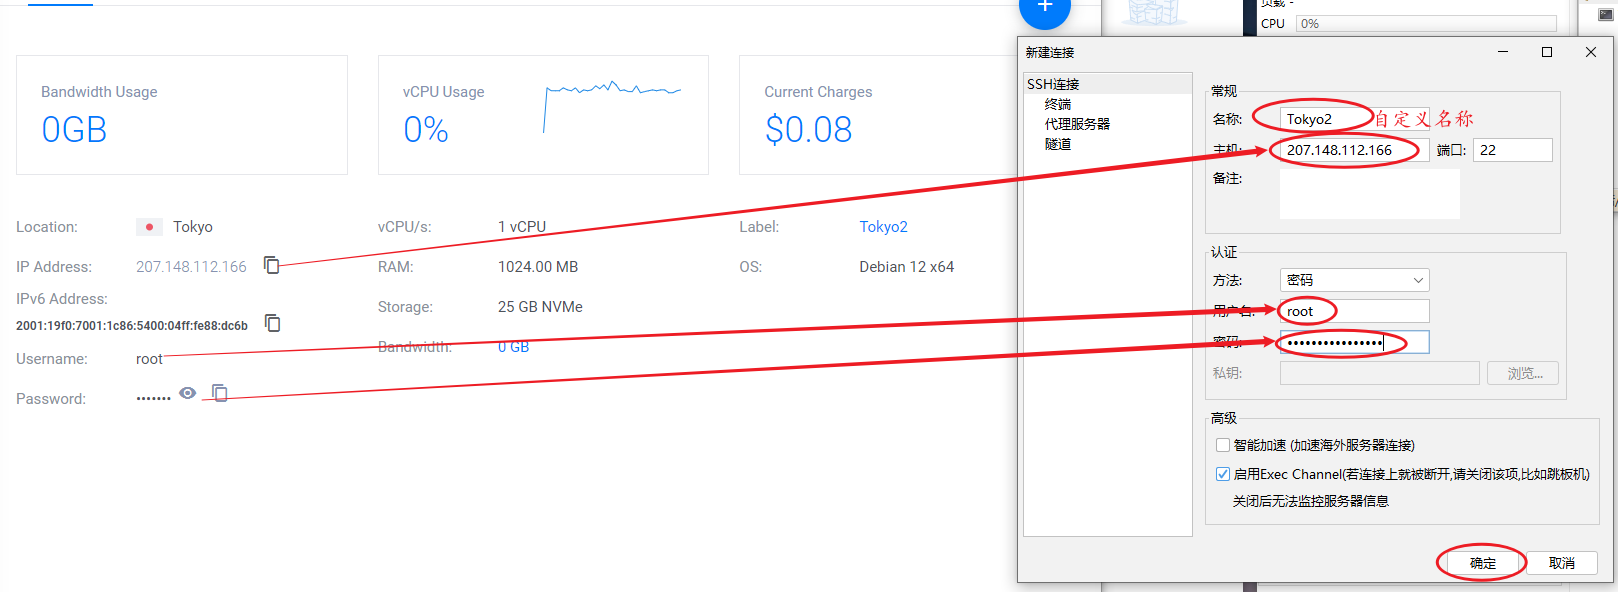 Bandwidth Usage
0GB
vCPU Usage
0%
Current Charges
$0.08
Location:
Tokyo
IP Address:
207.148.112.166
IPv6 Address:
2001:19f0:7001:1c86:5400:04ff:fe88:dc6b
Username:
root
Password:
•••••••
vCPU/s:
1 vCPU
RAM:
1024.00 MB
Storage:
25 GB NVMe
Bandwidth:
0 GB
Label:
Tokyo2
OS:
Debian 12 x64
+
负载 -
CPU 0%
新建连接
SSH连接
终端
代理服务器
隧道
常规
名称: Tokyo2 自定义名称
主机: 207.148.112.166 端口: 22
备注:
认证
方法: 密码
用户名: root
密码: ••••••••••••••••
私钥: 浏览...
高级
智能加速 (加速海外服务器连接)
启用Exec Channel(若连接上就被断开,请关闭该项,比如跳板机)
关闭后无法监控服务器信息
确定 取消